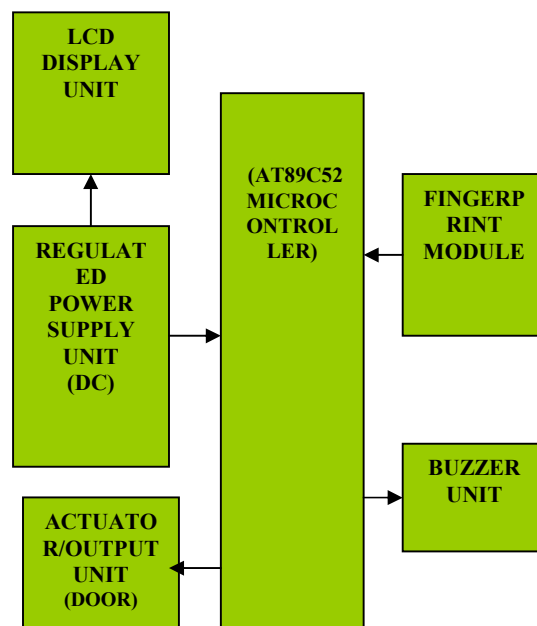 LCD
DISPLAY
UNIT
(AT89C52
MICROC
ONTROL
LER)
FINGERP
RINT
MODULE
REGULAT
ED
POWER
SUPPLY
UNIT
(DC)
BUZZER
UNIT
ACTUATO
R/OUTPUT
UNIT
(DOOR)